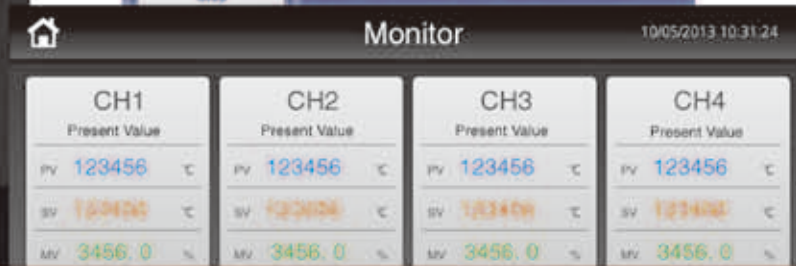 Monitor 10/05/2013 10:31:24
CH1 CH2 CH3 CH4
Present Value Present Value Present Value Present Value
PV 123456 ℃ PV 123456 ℃ PV 123456 ℃ PV 123456 ℃
SV ℃ SV ℃ SV ℃ SV ℃
MV 3456.0 % MV 3456.0 % MV 3456.0 % MV 3456.0 %